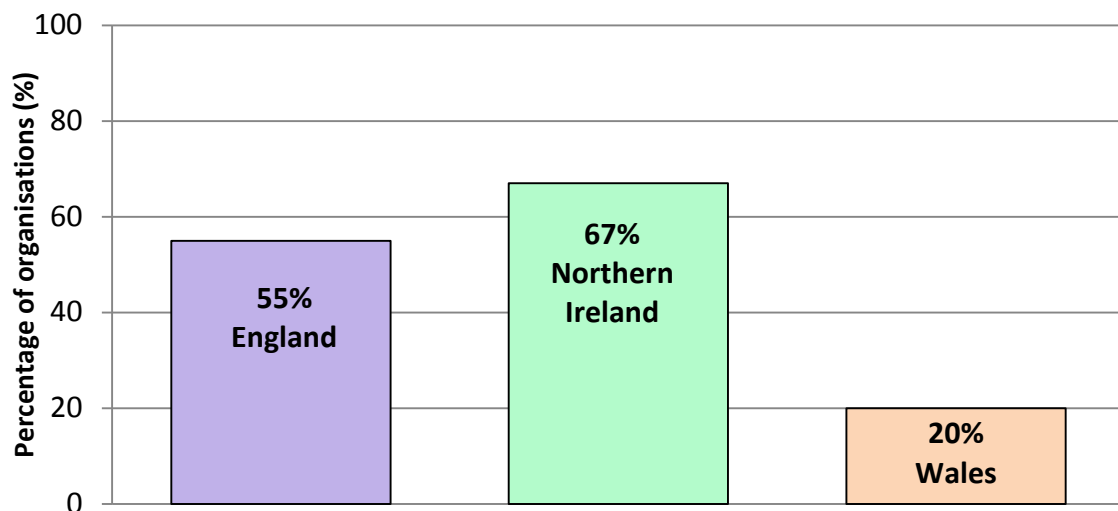 Percentage of organisations (%)
100
80
60
40
20
0
55%
England
67%
Northern
Ireland
20%
Wales